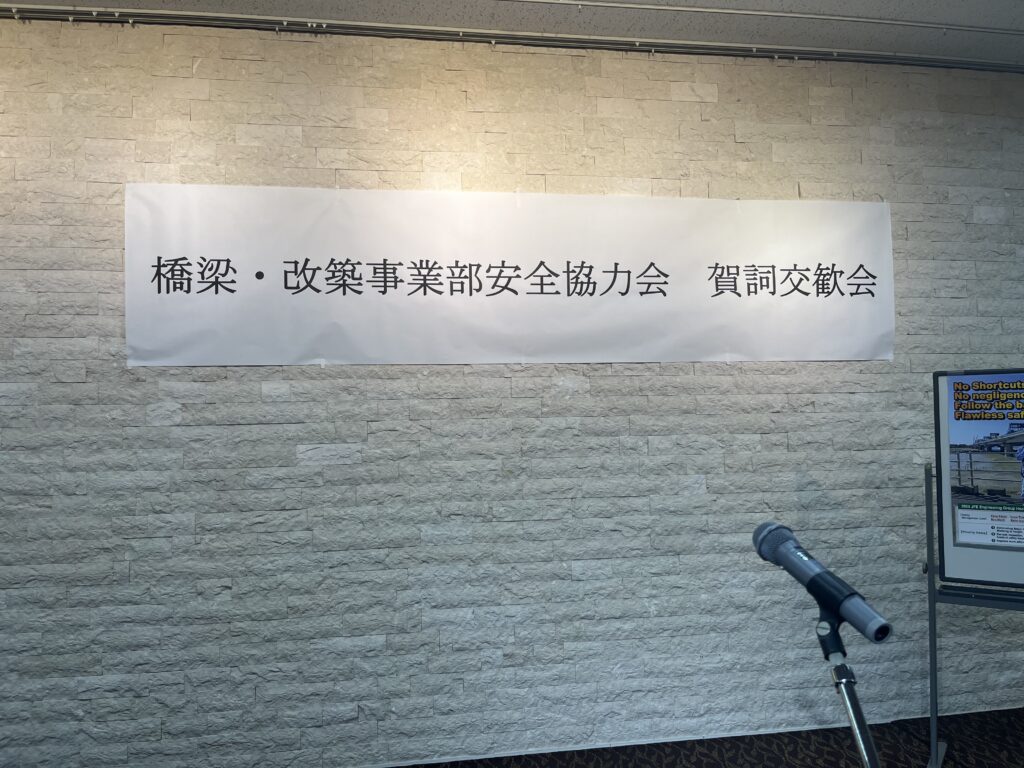 橋梁・改築事業部安全協力会　賀詞交歓会
No Shortcuts
No negligenc
Follow the b
Flawless saf